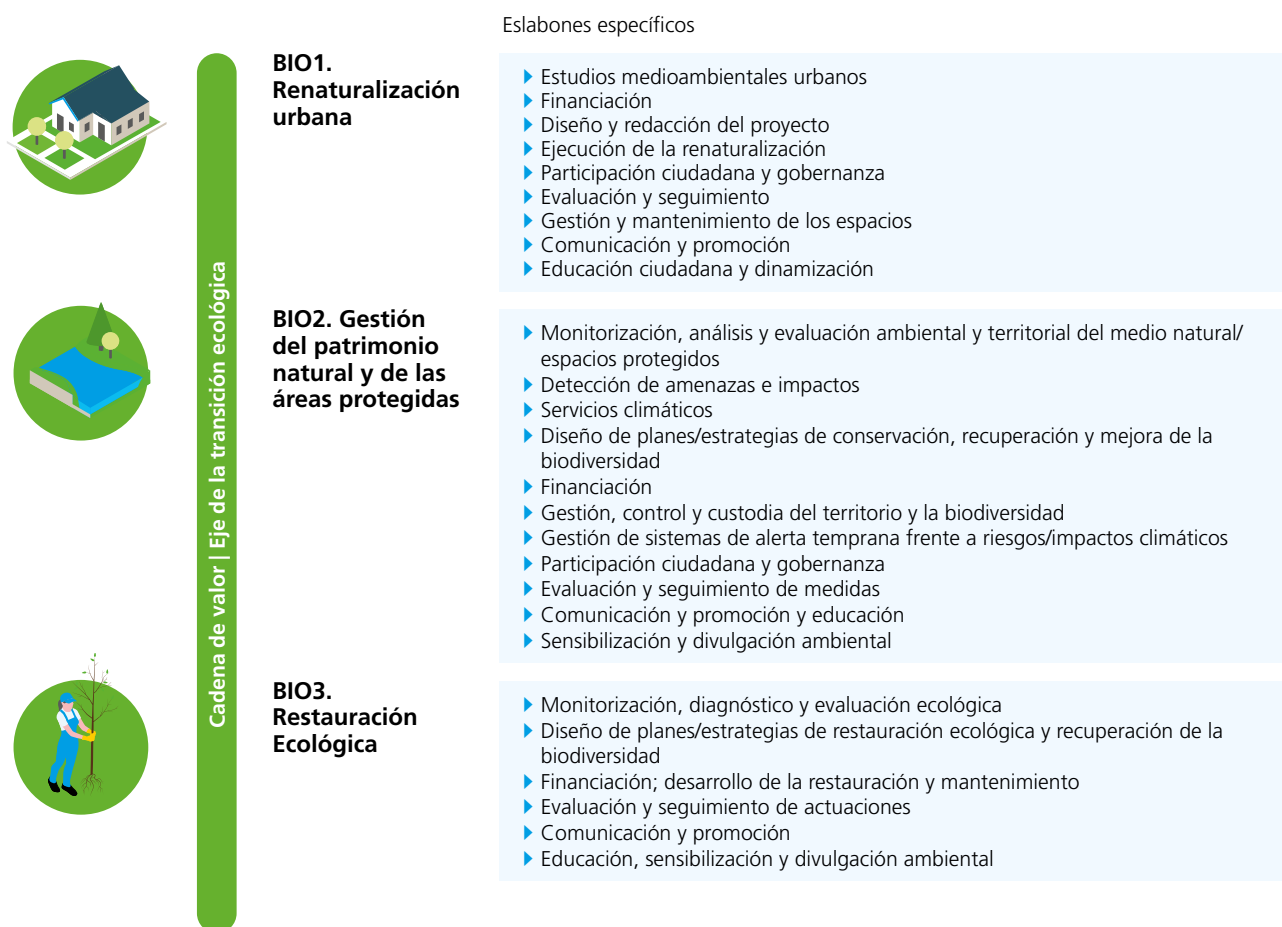 Eslabones específicos
Cadena de valor | Eje de la transición ecológica
BIO1.
Renaturalización
urbana
Estudios medioambientales urbanos
Financiación
Diseño y redacción del proyecto
Ejecución de la renaturalización
Participación ciudadana y gobernanza
Evaluación y seguimiento
Gestión y mantenimiento de los espacios
Comunicación y promoción
Educación ciudadana y dinamización
BIO2. Gestión
del patrimonio
natural y de las
áreas protegidas
Monitorización, análisis y evaluación ambiental y territorial del medio natural/
espacios protegidos
Detección de amenazas e impactos
Servicios climáticos
Diseño de planes/estrategias de conservación, recuperación y mejora de la
biodiversidad
Financiación
Gestión, control y custodia del territorio y la biodiversidad
Gestión de sistemas de alerta temprana frente a riesgos/impactos climáticos
Participación ciudadana y gobernanza
Evaluación y seguimiento de medidas
Comunicación y promoción y educación
Sensibilización y divulgación ambiental
BIO3.
Restauración
Ecológica
Monitorización, diagnóstico y evaluación ecológica
Diseño de planes/estrategias de restauración ecológica y recuperación de la
biodiversidad
Financiación; desarrollo de la restauración y mantenimiento
Evaluación y seguimiento de actuaciones
Comunicación y promoción
Educación, sensibilización y divulgación ambiental